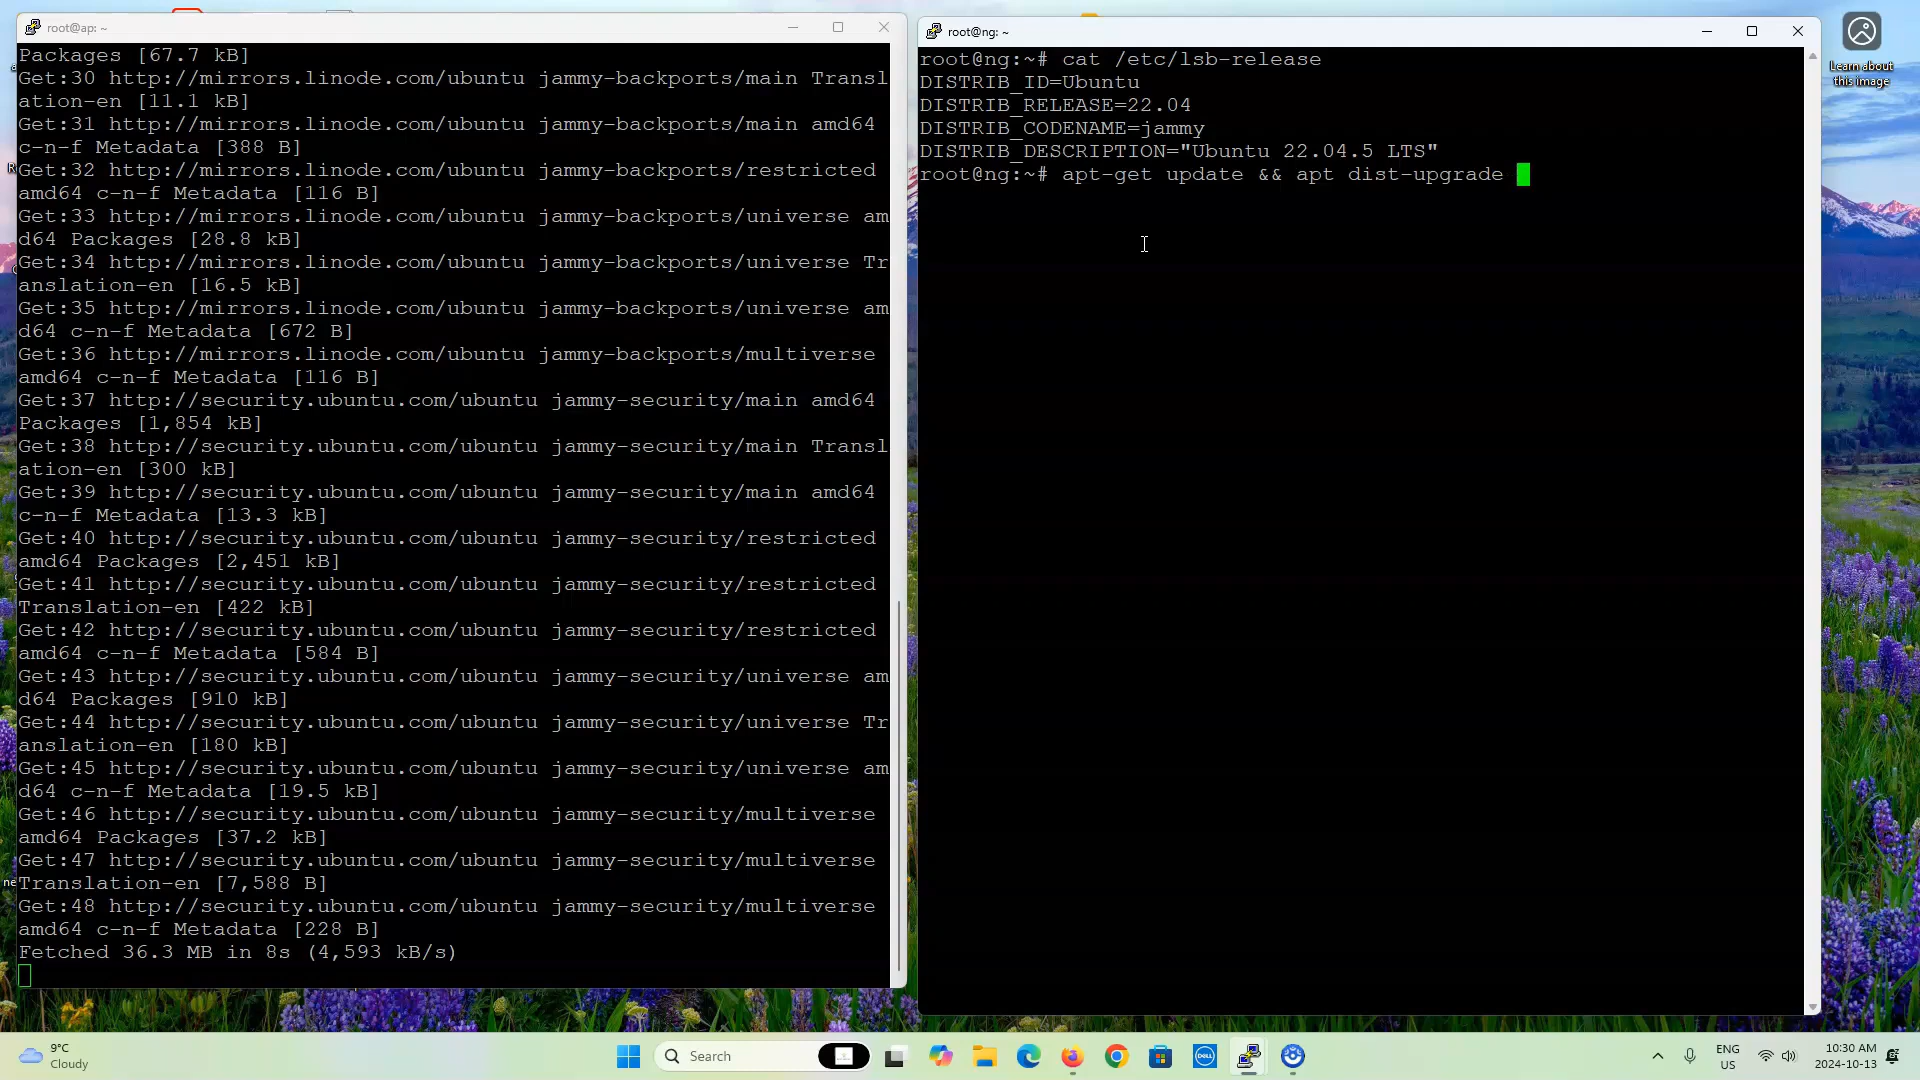 root@ap: ~
Packages [67.7 kB]
Get:30 http://mirrors.linode.com/ubuntu jammy-backports/main Transl
ation-en [11.1 kB]
Get:31 http://mirrors.linode.com/ubuntu jammy-backports/main amd64
c-n-f Metadata [388 B]
Get:32 http://mirrors.linode.com/ubuntu jammy-backports/restricted
amd64 c-n-f Metadata [116 B]
Get:33 http://mirrors.linode.com/ubuntu jammy-backports/universe am
d64 Packages [28.8 kB]
Get:34 http://mirrors.linode.com/ubuntu jammy-backports/universe Tr
anslation-en [16.5 kB]
Get:35 http://mirrors.linode.com/ubuntu jammy-backports/universe am
d64 c-n-f Metadata [672 B]
Get:36 http://mirrors.linode.com/ubuntu jammy-backports/multiverse
amd64 c-n-f Metadata [116 B]
Get:37 http://security.ubuntu.com/ubuntu jammy-security/main amd64
Packages [1,854 kB]
Get:38 http://security.ubuntu.com/ubuntu jammy-security/main Transl
ation-en [300 kB]
Get:39 http://security.ubuntu.com/ubuntu jammy-security/main amd64
c-n-f Metadata [13.3 kB]
Get:40 http://security.ubuntu.com/ubuntu jammy-security/restricted
amd64 Packages [2,451 kB]
Get:41 http://security.ubuntu.com/ubuntu jammy-security/restricted
Translation-en [422 kB]
Get:42 http://security.ubuntu.com/ubuntu jammy-security/restricted
amd64 c-n-f Metadata [584 B]
Get:43 http://security.ubuntu.com/ubuntu jammy-security/universe am
d64 Packages [910 kB]
Get:44 http://security.ubuntu.com/ubuntu jammy-security/universe Tr
anslation-en [180 kB]
Get:45 http://security.ubuntu.com/ubuntu jammy-security/universe am
d64 c-n-f Metadata [19.5 kB]
Get:46 http://security.ubuntu.com/ubuntu jammy-security/multiverse
amd64 Packages [37.2 kB]
Get:47 http://security.ubuntu.com/ubuntu jammy-security/multiverse
Translation-en [7,588 B]
Get:48 http://security.ubuntu.com/ubuntu jammy-security/multiverse
amd64 c-n-f Metadata [228 B]
Fetched 36.3 MB in 8s (4,593 kB/s)
root@ng: ~
root@ng:~# cat /etc/lsb-release
DISTRIB_ID=Ubuntu
DISTRIB_RELEASE=22.04
DISTRIB_CODENAME=jammy
DISTRIB_DESCRIPTION="Ubuntu 22.04.5 LTS"
root@ng:~# apt-get update && apt dist-upgrade
Learn about
this image
9°C
Cloudy
Search
DELL
ENG
US
10:30 AM
2024-10-13